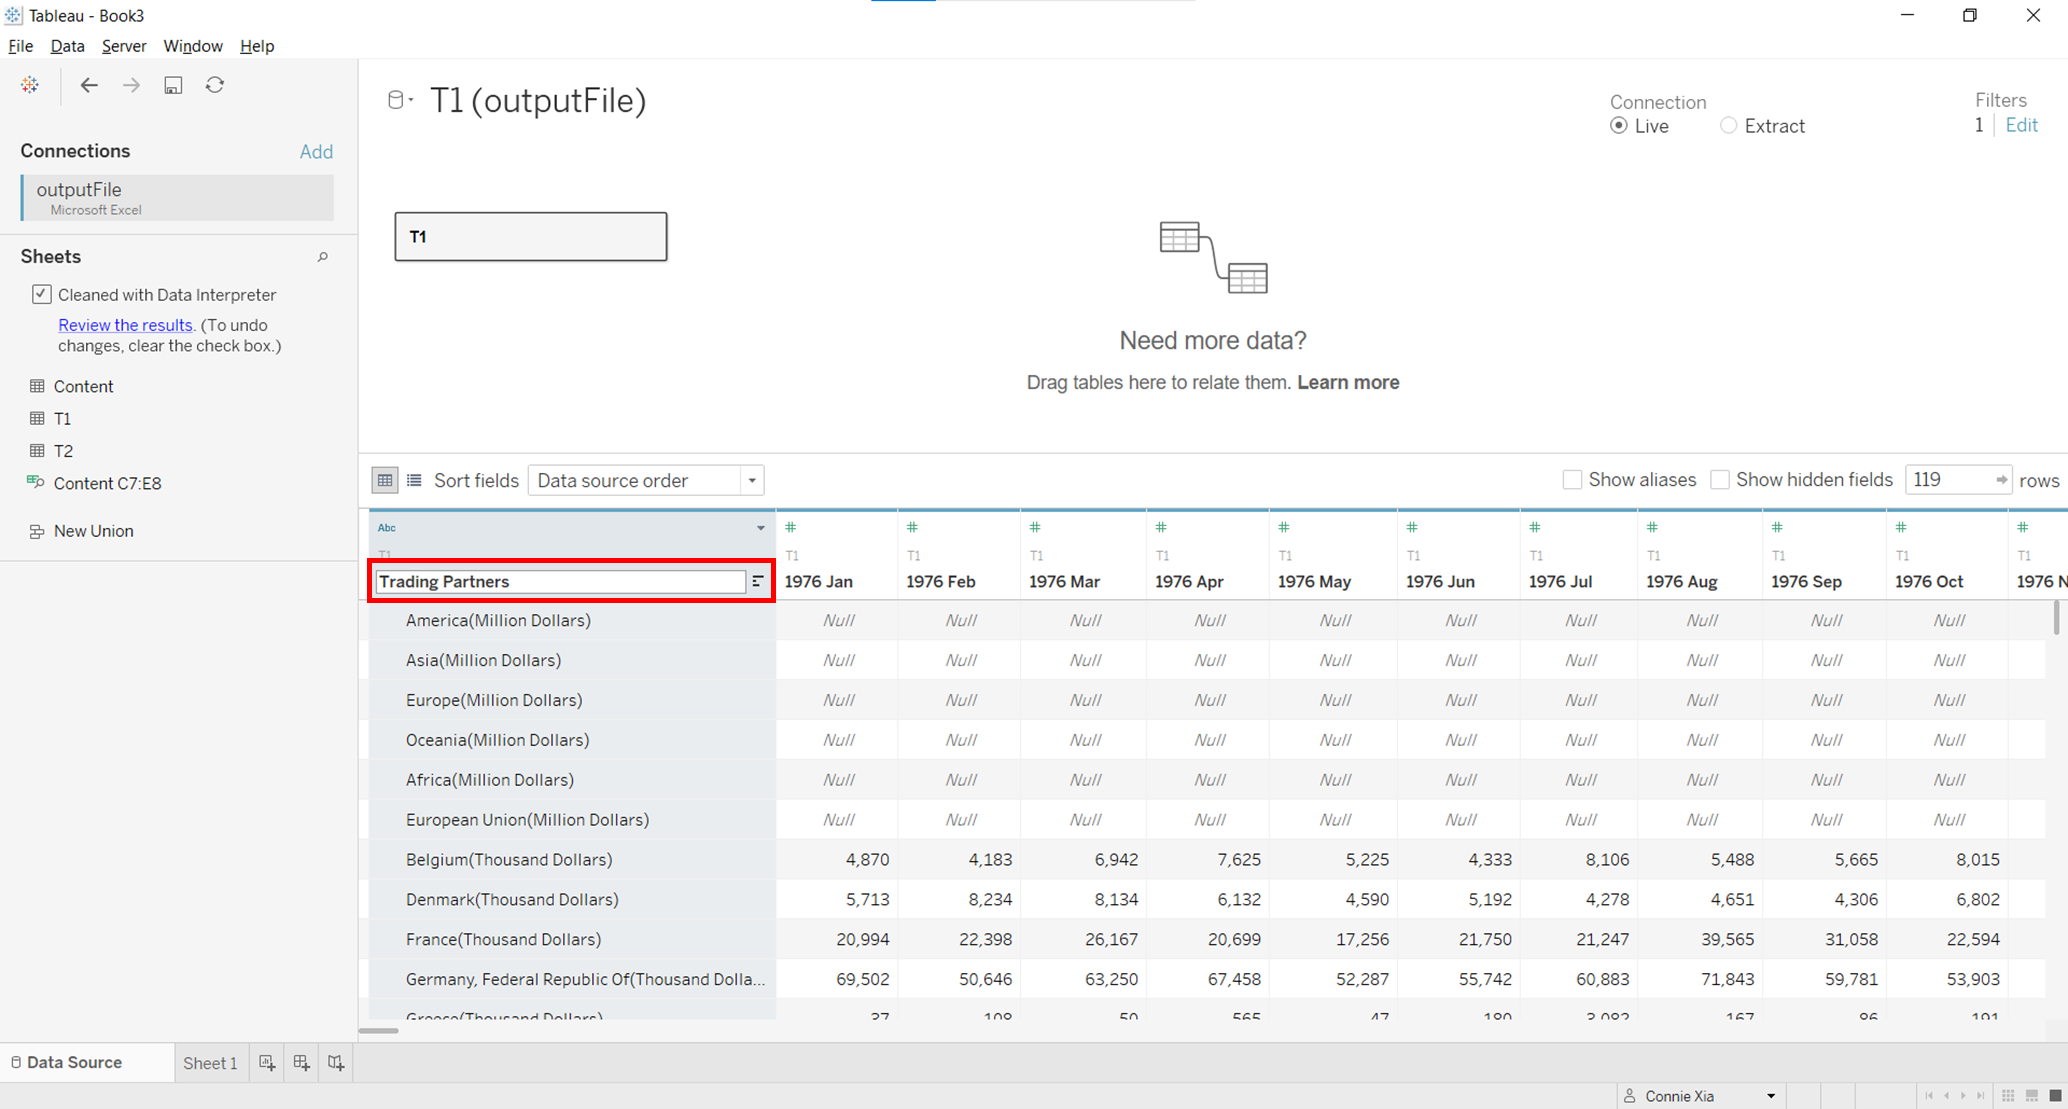 Tableau - Book3
File Data Server Window Help
Connections Add
outputFile
Microsoft Excel
Sheets
Cleaned with Data Interpreter
Review the results. (To undo
changes, clear the check box.)
Content
T1
T2
Content C7:E8
New Union
T1 (outputFile)
Connection
Live Extract
Filters
1 Edit
T1
Need more data?
Drag tables here to relate them. Learn more
Sort fields Data source order Show aliases Show hidden fields 119 rows
Abc # # # # # # # # # # #
T1 T1 T1 T1 T1 T1 T1 T1 T1 T1 T1 T1
Trading Partners 1976 Jan 1976 Feb 1976 Mar 1976 Apr 1976 May 1976 Jun 1976 Jul 1976 Aug 1976 Sep 1976 Oct 1976 N
America(Million Dollars) Null Null Null Null Null Null Null Null Null Null
Asia(Million Dollars) Null Null Null Null Null Null Null Null Null Null
Europe(Million Dollars) Null Null Null Null Null Null Null Null Null Null
Oceania(Million Dollars) Null Null Null Null Null Null Null Null Null Null
Africa(Million Dollars) Null Null Null Null Null Null Null Null Null Null
European Union(Million Dollars) Null Null Null Null Null Null Null Null Null Null
Belgium(Thousand Dollars) 4,870 4,183 6,942 7,625 5,225 4,333 8,106 5,488 5,665 8,015
Denmark(Thousand Dollars) 5,713 8,234 8,134 6,132 4,590 5,192 4,278 4,651 4,306 6,802
France(Thousand Dollars) 20,994 22,398 26,167 20,699 17,256 21,750 21,247 39,565 31,058 22,594
Germany, Federal Republic Of(Thousand Dolla... 69,502 50,646 63,250 67,458 52,287 55,742 60,883 71,843 59,781 53,903
Greece(Thousand Dollars) 37 108 50 565 47 180 3,082 167 86 191
Data Source Sheet 1
Connie Xia